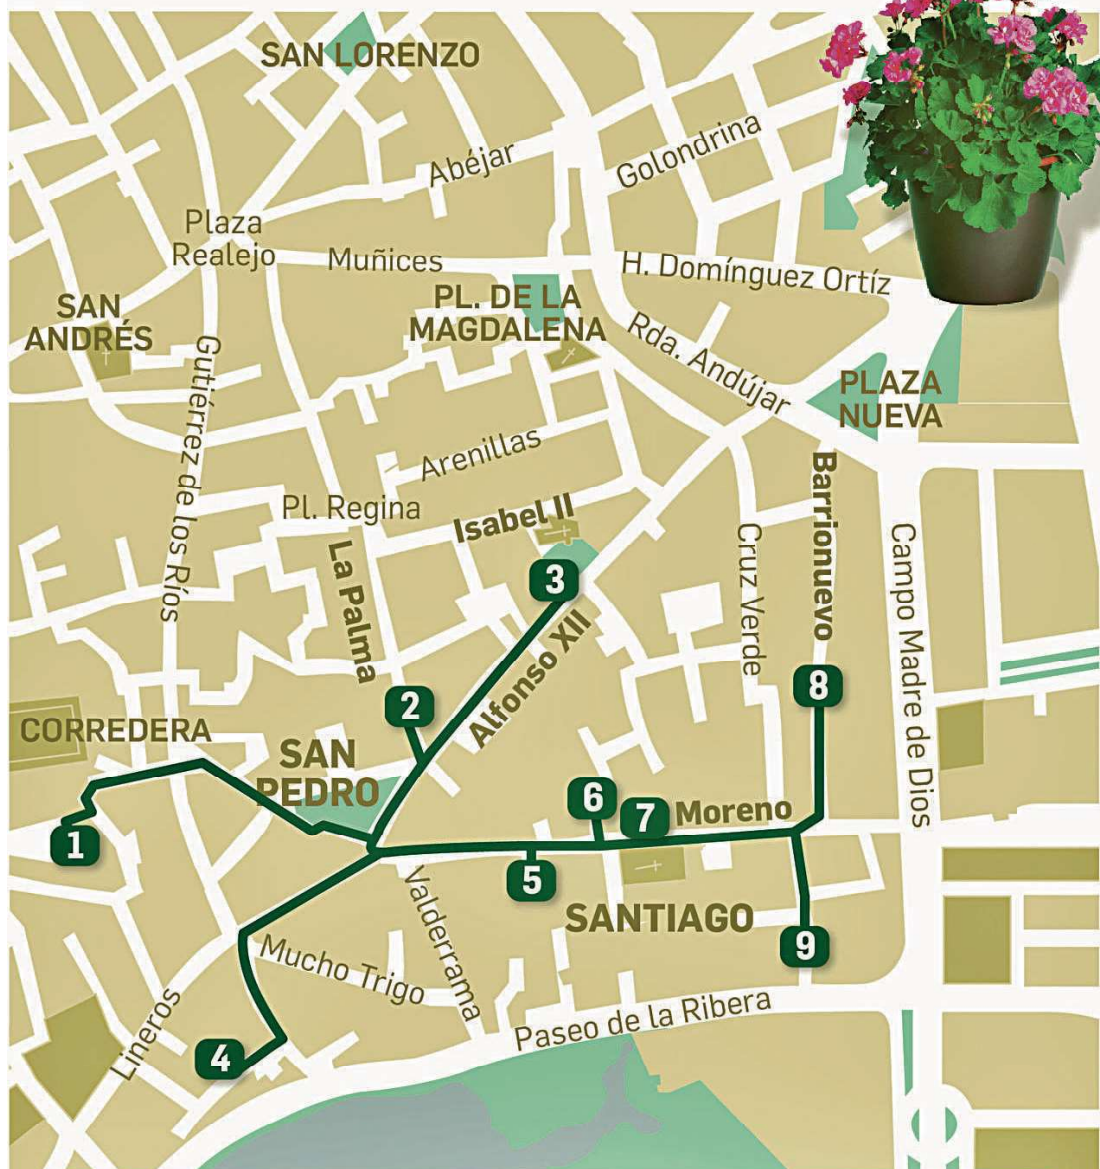 SAN LORENZO
Abéjar
Golondrina
Plaza
Realejo
Muñices
H. Domínguez Ortíz
SAN
ANDRÉS
PL. DE LA
MAGDALENA
Rda. Andújar
PLAZA
NUEVA
Gutiérrez de los Ríos
Arenillas
Pl. Regina
Isabel II
La Palma
Barrionuevo
Cruz Verde
Campo Madre de Dios
3
Alfonso XII
8
2
CORREDERA
SAN
PEDRO
6
7
Moreno
1
5
Valderrama
SANTIAGO
9
Mucho Trigo
Lineros
Paseo de la Ribera
4